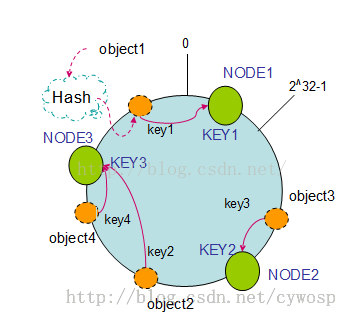 object1
0
NODE1
2^32-1
Hash
key1
KEY1
NODE3
KEY3
http://blog.csdn.net/
key3
object3
key4
object4
key2
KEY2
NODE2
object2
http://blog.csdn.net/cywosp